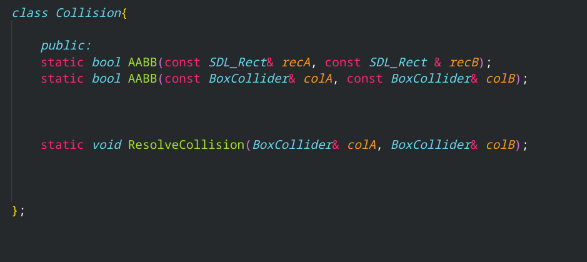 class Collision{
public:
static bool AABB(const SDL_Rect& recA, const SDL_Rect & recB);
static bool AABB(const BoxCollider& colA, const BoxCollider& colB);
static void ResolveCollision(BoxCollider& colA, BoxCollider& colB);
};